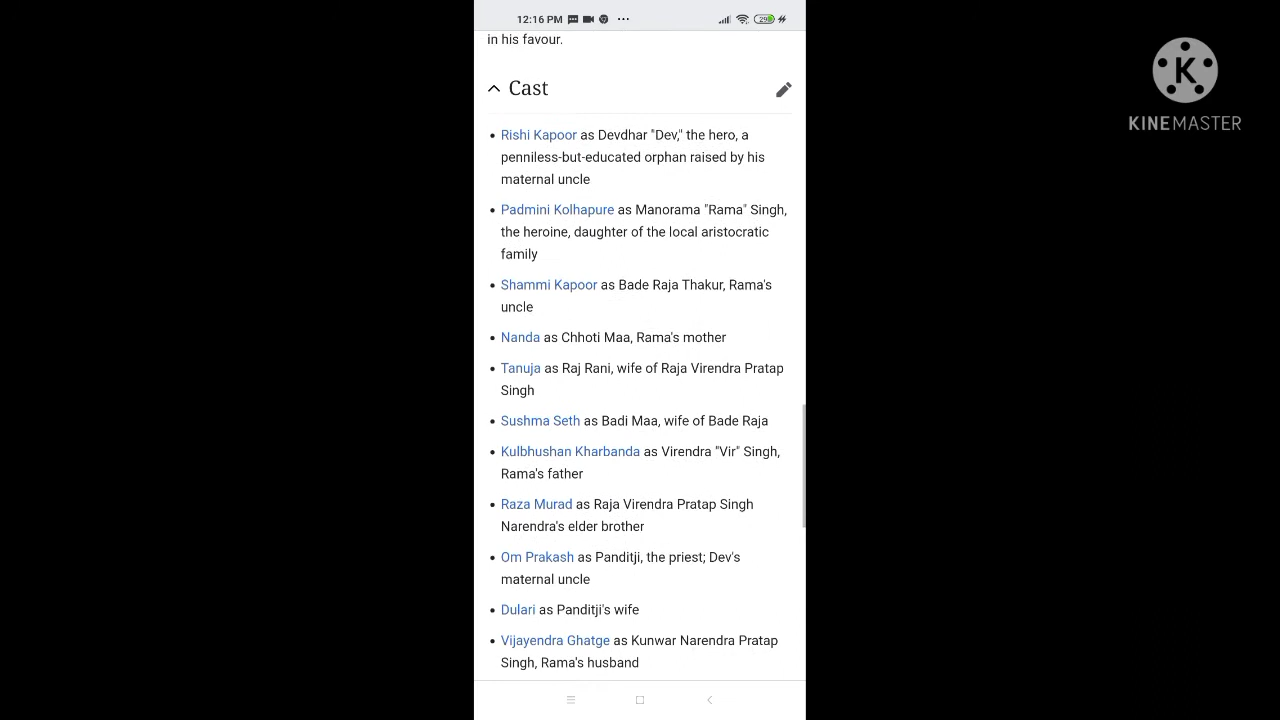 12:16 PM
29
in his favour.
Cast
• Rishi Kapoor as Devdhar "Dev," the hero, a
penniless-but-educated orphan raised by his
maternal uncle
• Padmini Kolhapure as Manorama "Rama" Singh,
the heroine, daughter of the local aristocratic
family
• Shammi Kapoor as Bade Raja Thakur, Rama's
uncle
• Nanda as Chhoti Maa, Rama's mother
• Tanuja as Raj Rani, wife of Raja Virendra Pratap
Singh
• Sushma Seth as Badi Maa, wife of Bade Raja
• Kulbhushan Kharbanda as Virendra "Vir" Singh,
Rama's father
• Raza Murad as Raja Virendra Pratap Singh
Narendra's elder brother
• Om Prakash as Panditji, the priest; Dev's
maternal uncle
• Dulari as Panditji's wife
• Vijayendra Ghatge as Kunwar Narendra Pratap
Singh, Rama's husband
K
KINEMASTER